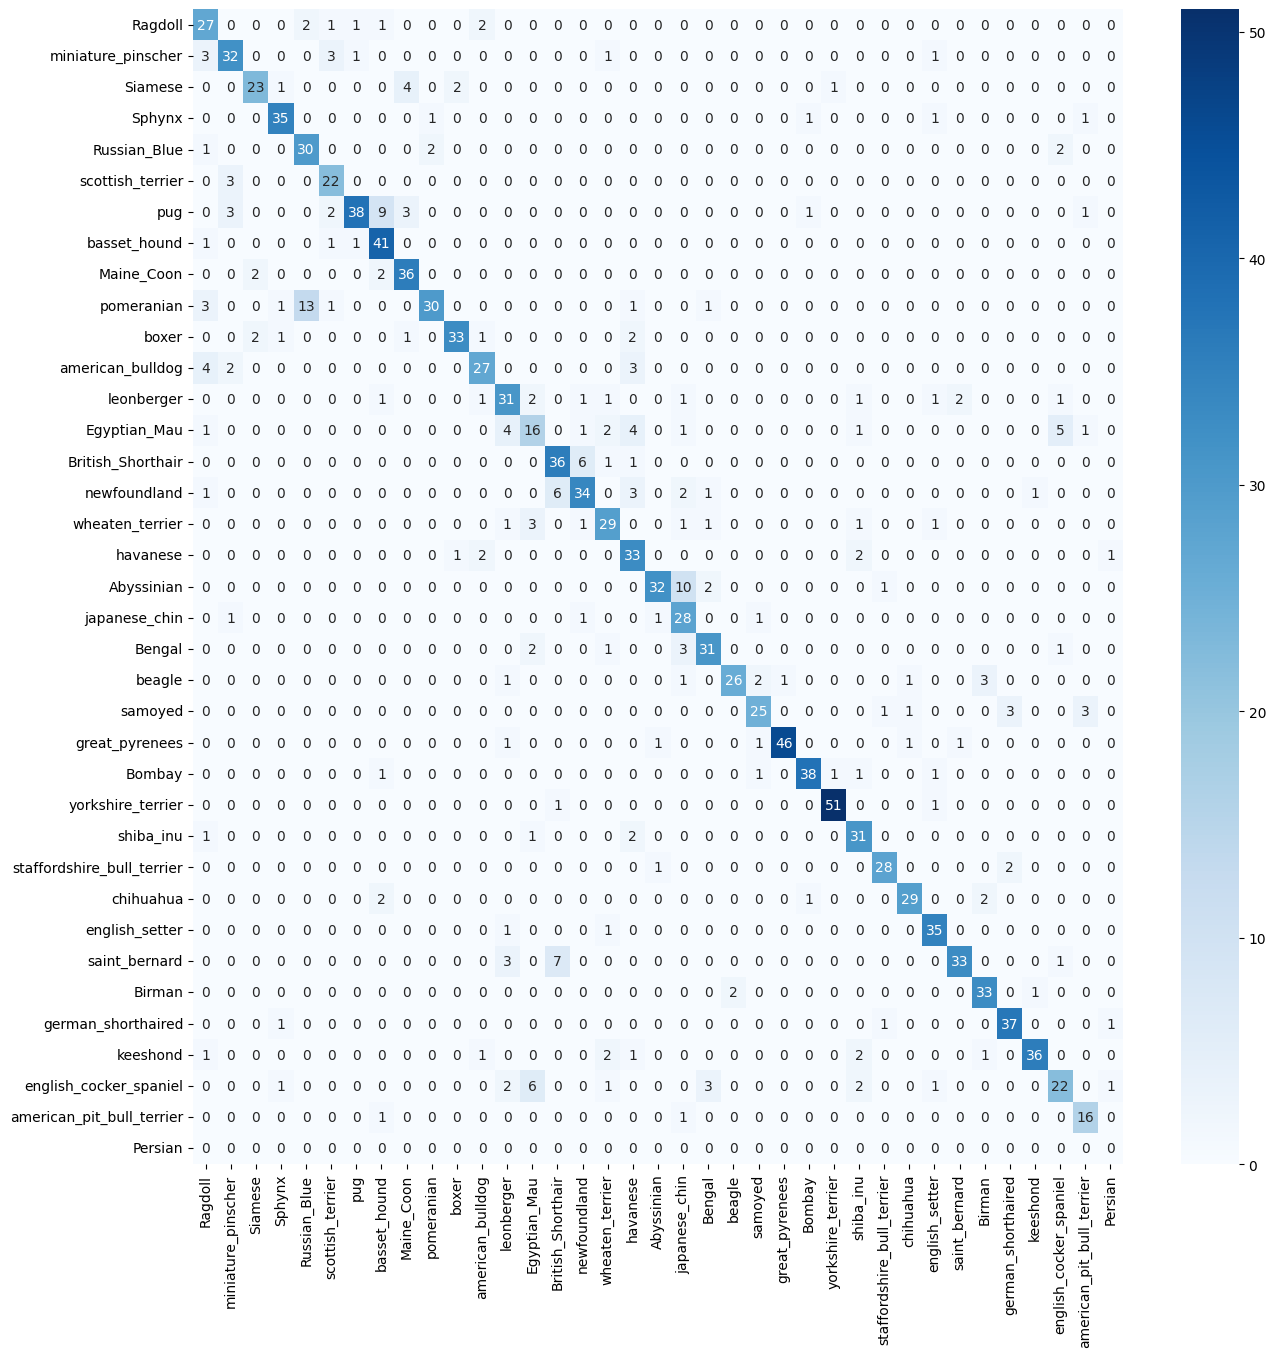 Ragdoll 27 0 0 0 2 1 1 1 0 0 0 2 0 0 0 0 0 0 0 0 0 0 0 0 0 0 0 0 0 0 0 0 0 0 0 0 0
miniature_pinscher 3 32 0 0 0 3 1 0 0 0 0 0 0 0 0 0 1 0 0 0 0 0 0 0 0 0 0 0 0 1 0 0 0 0 0 0 0
Siamese 0 0 23 1 0 0 0 0 4 0 2 0 0 0 0 0 0 0 0 0 0 0 0 0 0 1 0 0 0 0 0 0 0 0 0 0 0
Sphynx 0 0 0 35 0 0 0 0 0 1 0 0 0 0 0 0 0 0 0 0 0 0 0 0 1 0 0 0 0 1 0 0 0 0 0 1 0
Russian_Blue 1 0 0 0 30 0 0 0 0 2 0 0 0 0 0 0 0 0 0 0 0 0 0 0 0 0 0 0 0 0 0 0 0 0 2 0 0
scottish_terrier 0 3 0 0 0 22 0 0 0 0 0 0 0 0 0 0 0 0 0 0 0 0 0 0 0 0 0 0 0 0 0 0 0 0 0 0 0
pug 0 3 0 0 0 2 38 9 3 0 0 0 0 0 0 0 0 0 0 0 0 0 0 0 1 0 0 0 0 0 0 0 0 0 0 1 0
basset_hound 1 0 0 0 0 1 1 41 0 0 0 0 0 0 0 0 0 0 0 0 0 0 0 0 0 0 0 0 0 0 0 0 0 0 0 0 0
Maine_Coon 0 0 2 0 0 0 0 2 36 0 0 0 0 0 0 0 0 0 0 0 0 0 0 0 0 0 0 0 0 0 0 0 0 0 0 0 0
pomeranian 3 0 0 1 13 1 0 0 0 30 0 0 0 0 0 0 0 1 0 0 1 0 0 0 0 0 0 0 0 0 0 0 0 0 0 0 0
boxer 0 0 2 1 0 0 0 0 1 0 33 1 0 0 0 0 0 2 0 0 0 0 0 0 0 0 0 0 0 0 0 0 0 0 0 0 0
american_bulldog 4 2 0 0 0 0 0 0 0 0 0 27 0 0 0 0 0 3 0 0 0 0 0 0 0 0 0 0 0 0 0 0 0 0 0 0 0
leonberger 0 0 0 0 0 0 0 1 0 0 0 1 31 2 0 1 1 0 0 1 0 0 0 0 0 0 1 0 0 1 2 0 0 0 1 0 0
Egyptian_Mau 1 0 0 0 0 0 0 0 0 0 0 0 4 16 0 1 2 4 0 1 0 0 0 0 0 0 1 0 0 0 0 0 0 0 5 1 0
British_Shorthair 0 0 0 0 0 0 0 0 0 0 0 0 0 0 36 6 1 1 0 0 0 0 0 0 0 0 0 0 0 0 0 0 0 0 0 0 0
newfoundland 1 0 0 0 0 0 0 0 0 0 0 0 0 0 6 34 0 3 0 2 1 0 0 0 0 0 0 0 0 0 0 0 0 1 0 0 0
wheaten_terrier 0 0 0 0 0 0 0 0 0 0 0 0 1 3 0 1 29 0 0 1 1 0 0 0 0 0 1 0 0 1 0 0 0 0 0 0 0
havanese 0 0 0 0 0 0 0 0 0 0 1 2 0 0 0 0 0 33 0 0 0 0 0 0 0 0 2 0 0 0 0 0 0 0 0 0 1
Abyssinian 0 0 0 0 0 0 0 0 0 0 0 0 0 0 0 0 0 0 32 10 2 0 0 0 0 0 0 1 0 0 0 0 0 0 0 0 0
japanese_chin 0 1 0 0 0 0 0 0 0 0 0 0 0 0 0 1 0 0 1 28 0 0 1 0 0 0 0 0 0 0 0 0 0 0 0 0 0
Bengal 0 0 0 0 0 0 0 0 0 0 0 0 0 2 0 0 1 0 0 3 31 0 0 0 0 0 0 0 0 0 0 0 0 0 1 0 0
beagle 0 0 0 0 0 0 0 0 0 0 0 0 1 0 0 0 0 0 0 1 0 26 2 1 0 0 0 0 1 0 0 3 0 0 0 0 0
samoyed 0 0 0 0 0 0 0 0 0 0 0 0 0 0 0 0 0 0 0 0 0 0 25 0 0 0 0 1 1 0 0 0 3 0 0 3 0
great_pyrenees 0 0 0 0 0 0 0 0 0 0 0 0 1 0 0 0 0 0 1 0 0 0 1 46 0 0 0 0 1 0 1 0 0 0 0 0 0
Bombay 0 0 0 0 0 0 0 1 0 0 0 0 0 0 0 0 0 0 0 0 0 0 1 0 38 1 1 0 0 1 0 0 0 0 0 0 0
yorkshire_terrier 0 0 0 0 0 0 0 0 0 0 0 0 0 0 1 0 0 0 0 0 0 0 0 0 0 51 0 0 0 1 0 0 0 0 0 0 0
shiba_inu 1 0 0 0 0 0 0 0 0 0 0 0 0 1 0 0 0 2 0 0 0 0 0 0 0 0 31 0 0 0 0 0 0 0 0 0 0
staffordshire_bull_terrier 0 0 0 0 0 0 0 0 0 0 0 0 0 0 0 0 0 0 1 0 0 0 0 0 0 0 0 28 0 0 0 0 2 0 0 0 0
chihuahua 0 0 0 0 0 0 0 2 0 0 0 0 0 0 0 0 0 0 0 0 0 0 0 0 1 0 0 0 29 0 0 2 0 0 0 0 0
english_setter 0 0 0 0 0 0 0 0 0 0 0 0 1 0 0 0 1 0 0 0 0 0 0 0 0 0 0 0 0 35 0 0 0 0 0 0 0
saint_bernard 0 0 0 0 0 0 0 0 0 0 0 0 3 0 7 0 0 0 0 0 0 0 0 0 0 0 0 0 0 0 33 0 0 0 1 0 0
Birman 0 0 0 0 0 0 0 0 0 0 0 0 0 0 0 0 0 0 0 0 0 2 0 0 0 0 0 0 0 0 0 33 0 1 0 0 0
german_shorthaired 0 0 0 1 0 0 0 0 0 0 0 0 0 0 0 0 0 0 0 0 0 0 0 0 0 0 0 1 0 0 0 0 37 0 0 0 1
keeshond 1 0 0 0 0 0 0 0 0 0 0 1 0 0 0 0 2 1 0 0 0 0 0 0 0 0 2 0 0 0 0 1 0 36 0 0 0
english_cocker_spaniel 0 0 0 1 0 0 0 0 0 0 0 0 2 6 0 0 1 0 0 0 3 0 0 0 0 0 2 0 0 1 0 0 0 0 22 0 1
american_pit_bull_terrier 0 0 0 0 0 0 0 1 0 0 0 0 0 0 0 0 0 0 0 1 0 0 0 0 0 0 0 0 0 0 0 0 0 0 0 16 0
Persian 0 0 0 0 0 0 0 0 0 0 0 0 0 0 0 0 0 0 0 0 0 0 0 0 0 0 0 0 0 0 0 0 0 0 0 0 0
Ragdoll
miniature_pinscher
Siamese
Sphynx
Russian_Blue
scottish_terrier
pug
basset_hound
Maine_Coon
pomeranian
boxer
american_bulldog
leonberger
Egyptian_Mau
British_Shorthair
newfoundland
wheaten_terrier
havanese
Abyssinian
japanese_chin
Bengal
beagle
samoyed
great_pyrenees
Bombay
yorkshire_terrier
shiba_inu
staffordshire_bull_terrier
chihuahua
english_setter
saint_bernard
Birman
german_shorthaired
keeshond
english_cocker_spaniel
american_pit_bull_terrier
Persian
50
40
30
20
10
0